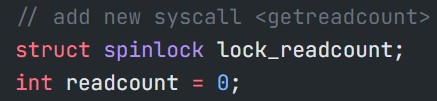 // add new syscall <getreadcount>
struct spinlock lock_readcount;
int readcount = 0;